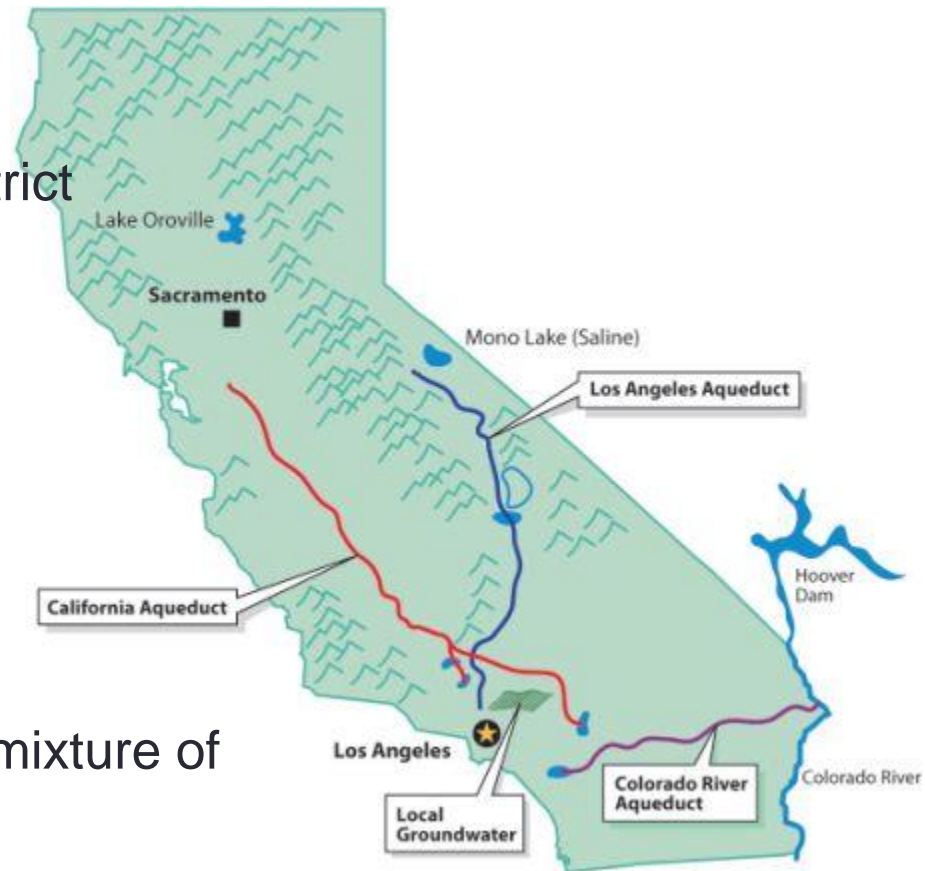 trict
Lake Oroville
Sacramento
Mono Lake (Saline)
Los Angeles Aqueduct
Hoover
Dam
California Aqueduct
mixture of
Los Angeles
Colorado River
Aqueduct
Colorado River
Local
Groundwater